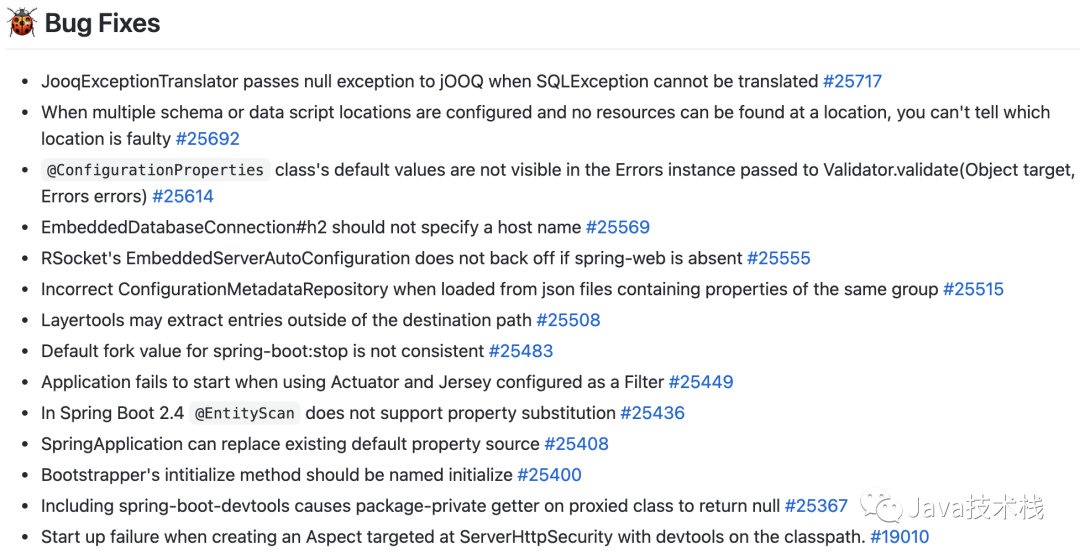 Bug Fixes
JooqExceptionTranslator passes null exception to jOOQ when SQLException cannot be translated #25717
When multiple schema or data script locations are configured and no resources can be found at a location, you can't tell which
location is faulty #25692
@ConfigurationProperties class's default values are not visible in the Errors instance passed to Validator.validate(Object target,
Errors errors) #25614
EmbeddedDatabaseConnection#h2 should not specify a host name #25569
RSocket's EmbeddedServerAutoConfiguration does not back off if spring-web is absent #25555
Incorrect ConfigurationMetadataRepository when loaded from json files containing properties of the same group #25515
Layertools may extract entries outside of the destination path #25508
Default fork value for spring-boot:stop is not consistent #25483
Application fails to start when using Actuator and Jersey configured as a Filter #25449
In Spring Boot 2.4 @EntityScan does not support property substitution #25436
SpringApplication can replace existing default property source #25408
Bootstrapper's intitialize method should be named initialize #25400
Including spring-boot-devtools causes package-private getter on proxied class to return null #25367
Java技术栈
Start up failure when creating an Aspect targeted at ServerHttpSecurity with devtools on the classpath. #19010